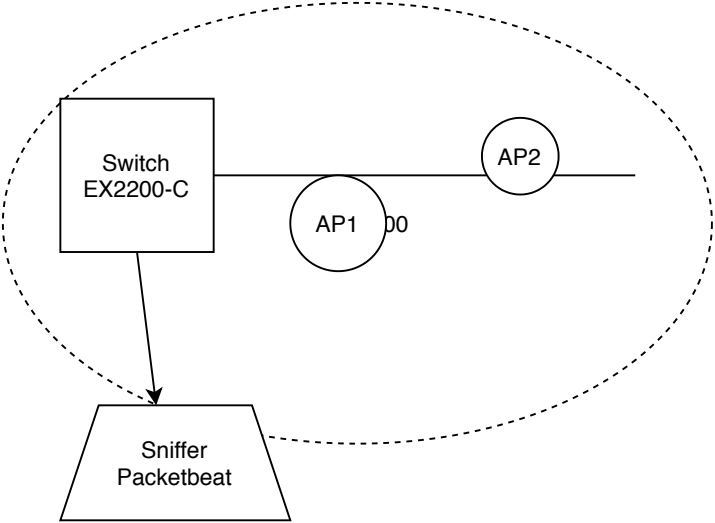 Switch
EX2200-C
AP2
AP1
00
Sniffer
Packetbeat